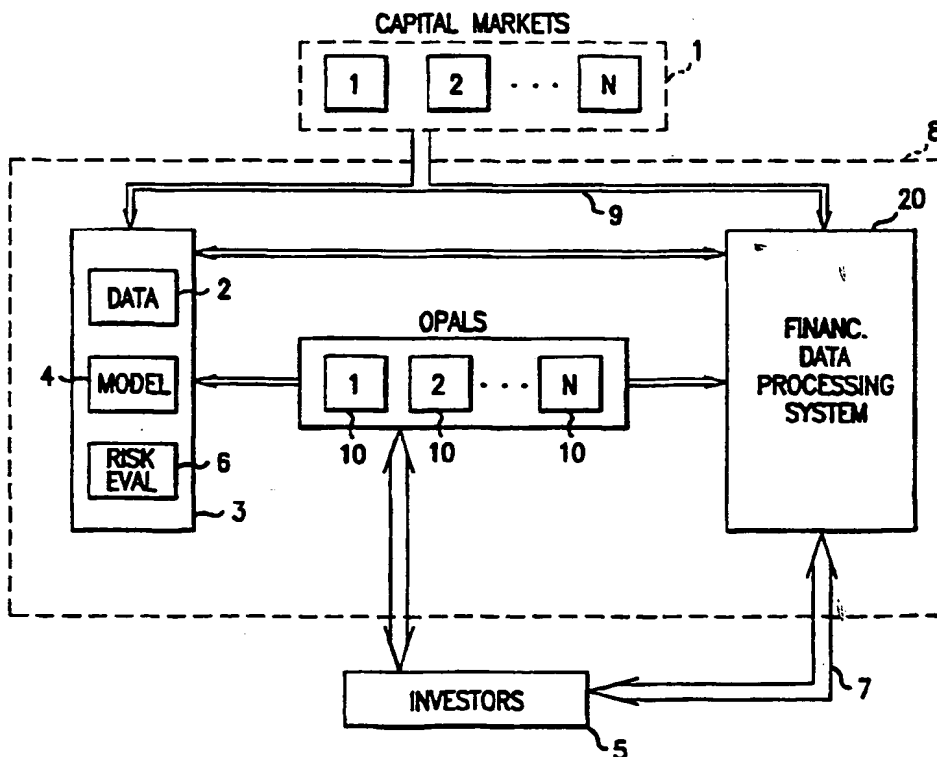 CAPITAL MARKETS
1
1 2 · · · N
8
9
20
DATA 2
OPALS
FINANC.
DATA
PROCESSING
SYSTEM
4 MODEL
1 2 · · · N
10 10 10
RISK
EVAL
6
3
INVESTORS
7
5